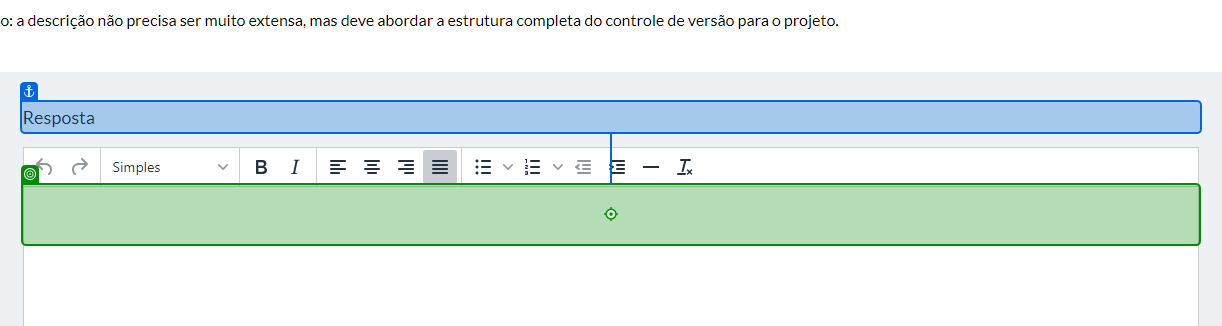 o: a descrição não precisa ser muito extensa, mas deve abordar a estrutura completa do controle de versão para o projeto.
Resposta
Simples